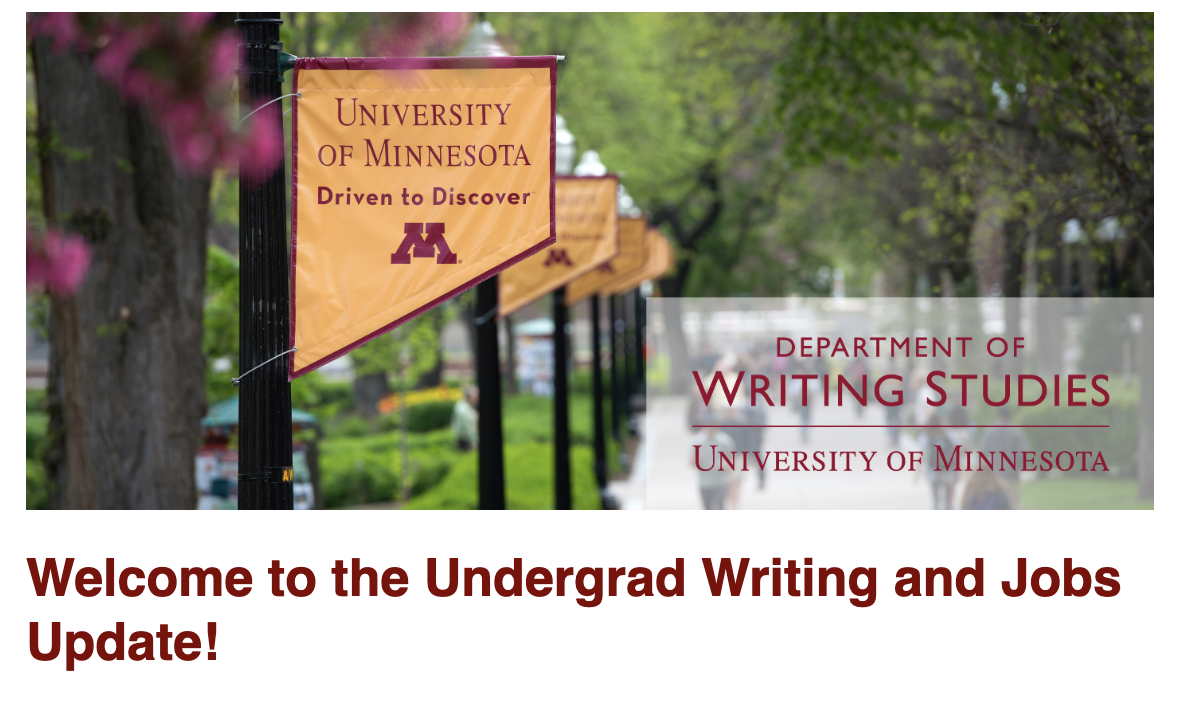 UNIVERSITY
OF MINNESOTA
Driven to Discover
M
DEPARTMENT OF
WRITING STUDIES
UNIVERSITY OF MINNESOTA
Welcome to the Undergrad Writing and Jobs
Update!